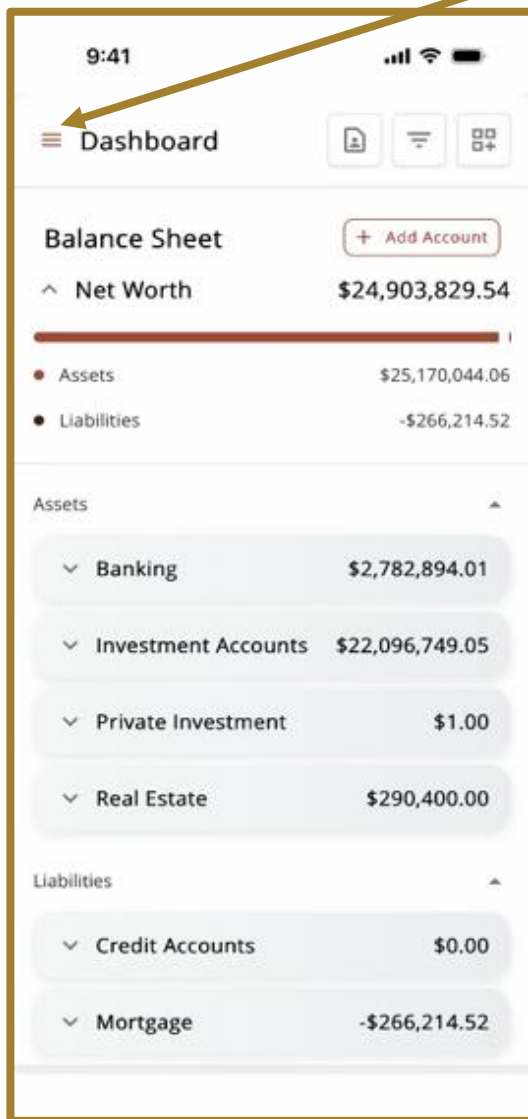 9:41
Dashboard
Balance Sheet + Add Account
Net Worth $24,903,829.54
Assets $25,170,044.06
Liabilities -$266,214.52
Assets
Banking $2,782,894.01
Investment Accounts $22,096,749.05
Private Investment $1.00
Real Estate $290,400.00
Liabilities
Credit Accounts $0.00
Mortgage -$266,214.52